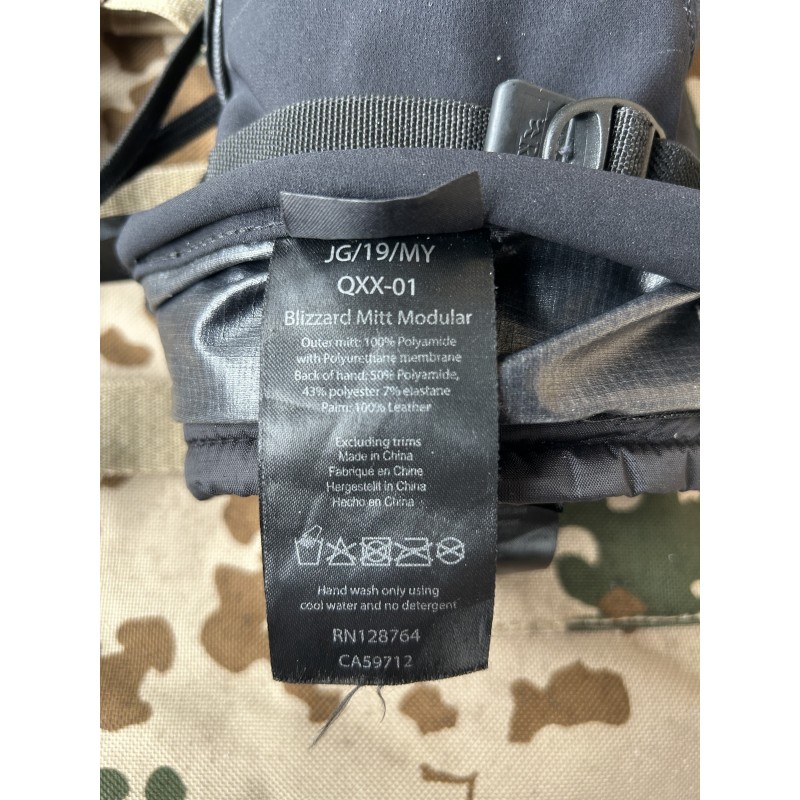 JG/19/MY
QXX-01
Blizzard Mitt Modular
Outer mitt: 100% Polyamide
with Polyurethane membrane
Back of hand: 50% Polyamide,
43% polyester 7% elastane
Palm: 100% Leather
Excluding trims
Made in China
Fabriqué en Chine
Hergestellt in China
Hecho en China
Hand wash only using
cool water and no detergent
RN128764
CA59712